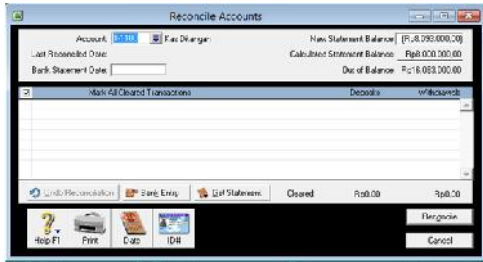 Reconcile Accounts
Account: Kas Ditangan New Statement Balance:
Last Reconciled Date: Calculated Statement Balance: Rp8.000.000,00
Bank Statement Date: Out of Balance:
Mark All Cleared Transactions Deposits Withdrawals
Undo Reconciliation Bank Entry Get Statement Cleared: Rp0,00 Rp0,00
Reconcile
Help F1 Print Data ID#
Cancel